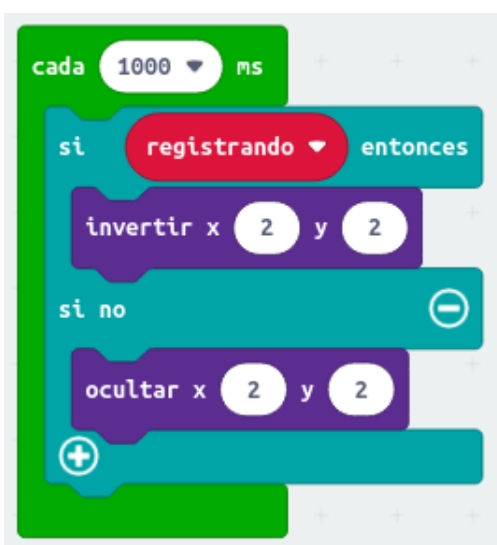 cada 1000 ms
si registrando entonces
invertir x 2 y 2
si no
ocultar x 2 y 2